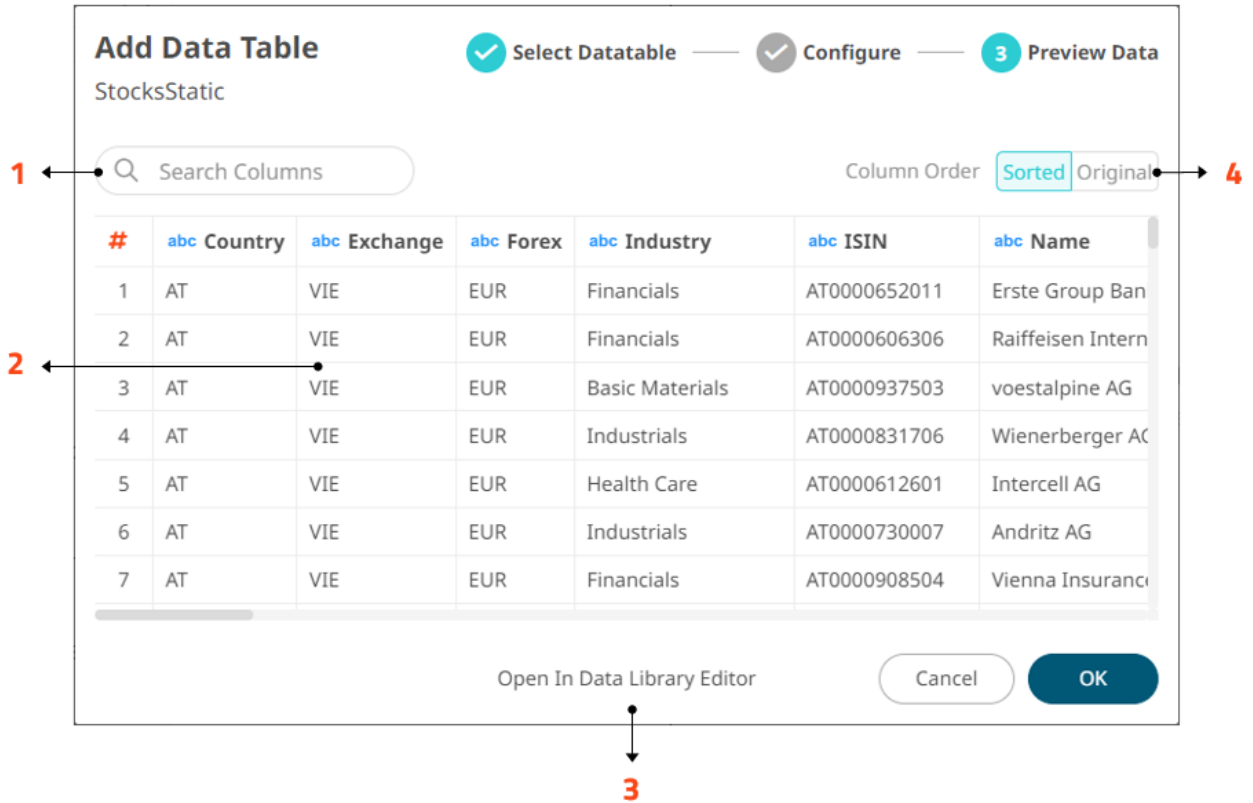 Add Data Table
StocksStatic
Select Datatable
Configure
3 Preview Data
1
Search Columns
Column Order Sorted Original
4
# abc Country abc Exchange abc Forex abc Industry abc ISIN abc Name
1 AT VIE EUR Financials AT0000652011 Erste Group Ban
2 AT VIE EUR Financials AT0000606306 Raiffeisen Intern
2
3 AT VIE EUR Basic Materials AT0000937503 voestalpine AG
4 AT VIE EUR Industrials AT0000831706 Wienerberger AG
5 AT VIE EUR Health Care AT0000612601 Intercell AG
6 AT VIE EUR Industrials AT0000730007 Andritz AG
7 AT VIE EUR Financials AT0000908504 Vienna Insurance
Open In Data Library Editor Cancel OK
3